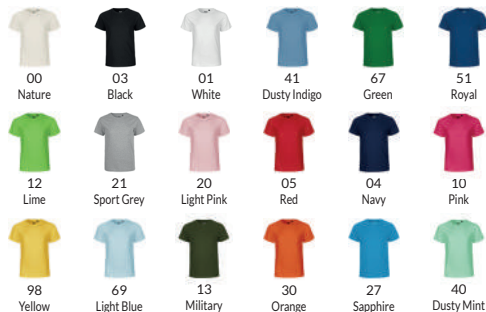 00 03 01 41 67 51
Nature Black White Dusty Indigo Green Royal
12 21 20 05 04 10
Lime Sport Grey Light Pink Red Navy Pink
98 69 13 30 27 40
Yellow Light Blue Military Orange Sapphire Dusty Mint